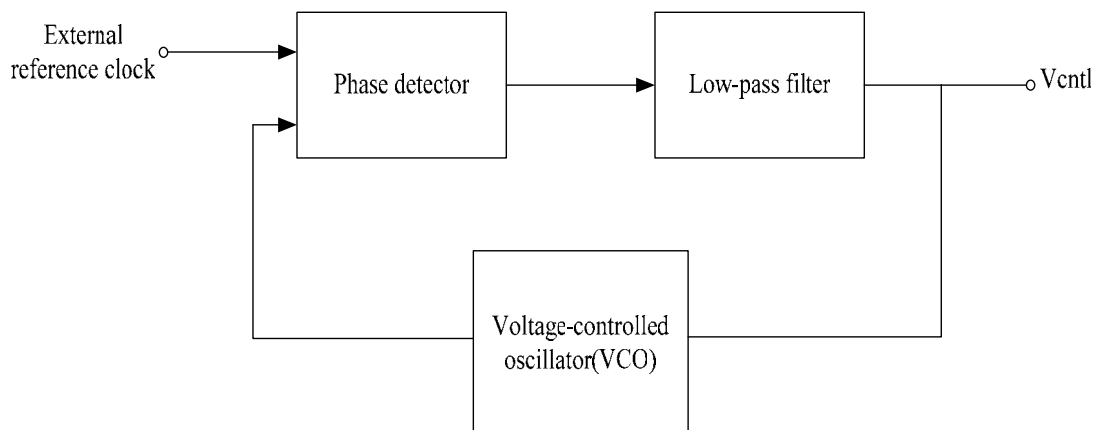 External
reference clock
Phase detector
Low-pass filter
Vcntl
Voltage-controlled
oscillator(VCO)